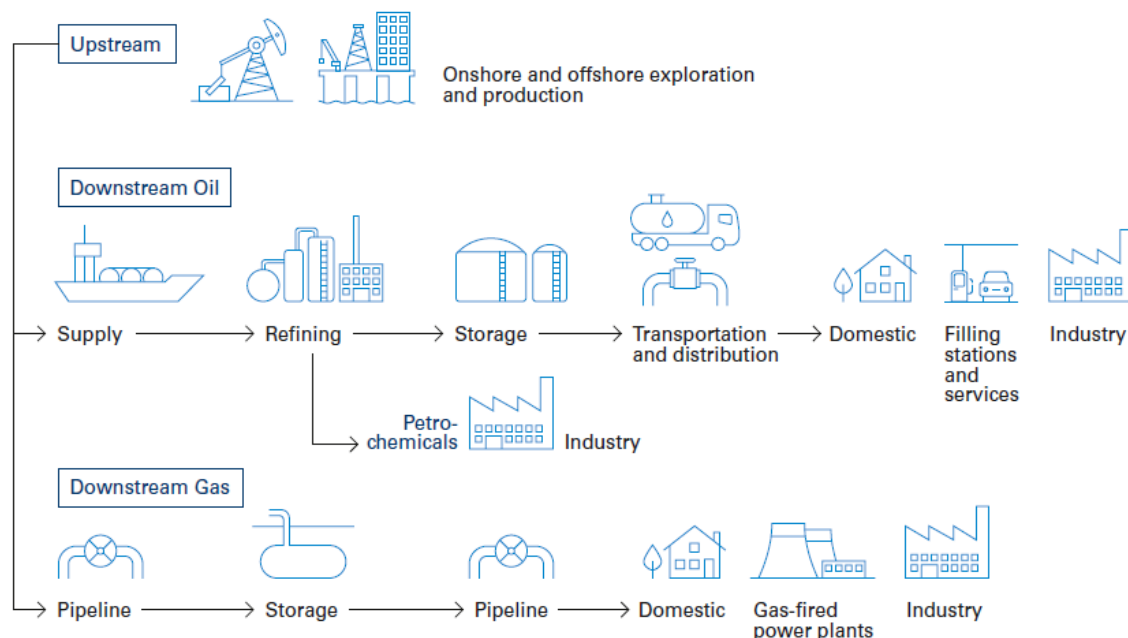 Upstream
Onshore and offshore exploration
and production
Downstream Oil
Supply
Refining
Storage
Transportation
and distribution
Domestic
Filling
stations
and
services
Industry
Petro-
chemicals
Industry
Downstream Gas
Pipeline
Storage
Pipeline
Domestic
Gas-fired
power plants
Industry